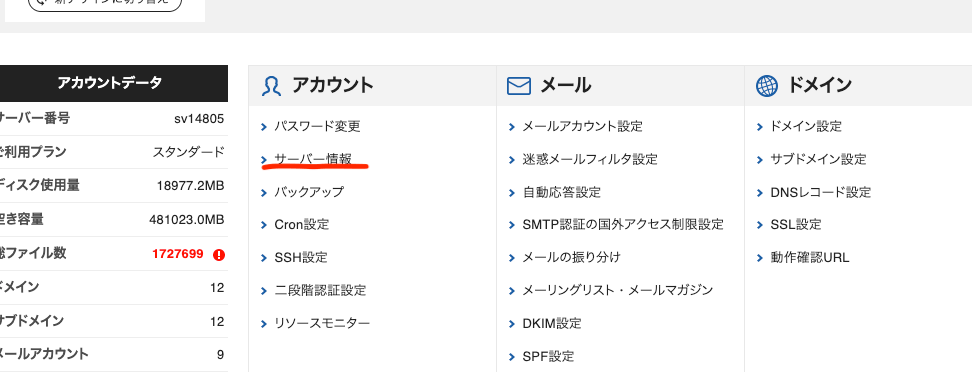 新デザインに切り替え
アカウントデータ
サーバー番号 sv14805
ご利用プラン スタンダード
ディスク使用量 18977.2MB
空き容量 481023.0MB
総ファイル数 1727699
ドメイン 12
サブドメイン 12
メールアカウント 9
アカウント
パスワード変更
サーバー情報
バックアップ
Cron設定
SSH設定
二段階認証設定
リソースモニター
メール
メールアカウント設定
迷惑メールフィルタ設定
自動応答設定
SMTP認証の国外アクセス制限設定
メールの振り分け
メーリングリスト・メールマガジン
DKIM設定
SPF設定
ドメイン
ドメイン設定
サブドメイン設定
DNSレコード設定
SSL設定
動作確認URL